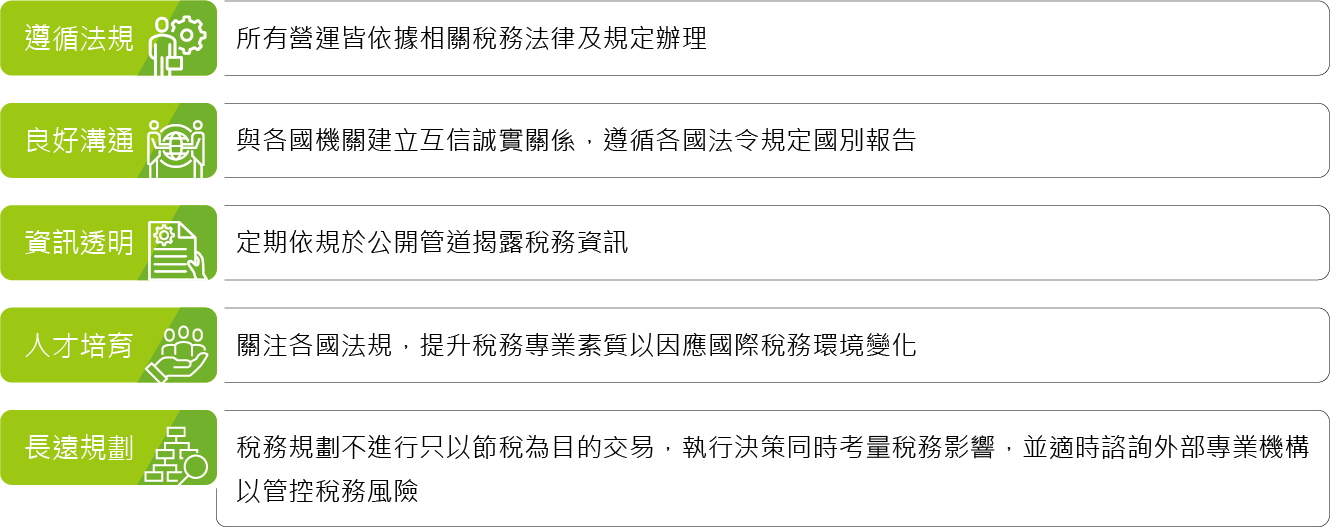 遵循法規
所有營運皆依據相關稅務法律及規定辦理
良好溝通
與各國機關建立互信誠實關係，遵循各國法令規定國別報告
資訊透明
定期依規於公開管道揭露稅務資訊
人才培育
關注各國法規，提升稅務專業素質以因應國際稅務環境變化
長遠規劃
稅務規劃不進行只以節稅為目的交易，執行決策同時考量稅務影響，並適時諮詢外部專業機構
以管控稅務風險